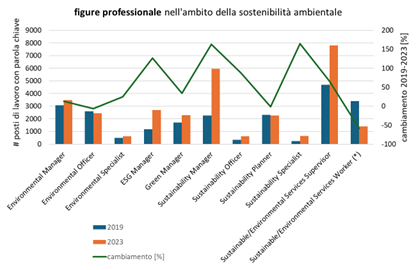 figure professionale nell'ambito della sostenibilità ambientale
# posti di lavoro con parola chiave
9000
8000
7000
6000
5000
4000
3000
2000
1000
0
200
150
100
50
0
-50
-100
cambiamento 2019-2023 [%]
Environmental Manager
Environmental Officer
Environmental Specialist
ESG Manager
Green Manager
Sustainability Manager
Sustainability Officer
Sustainability Planner
Sustainability Specialist
Sustainable/Environmental Services Supervisor
Sustainable/Environmental Services Worker (*)
2019
2023
cambiamento [%]